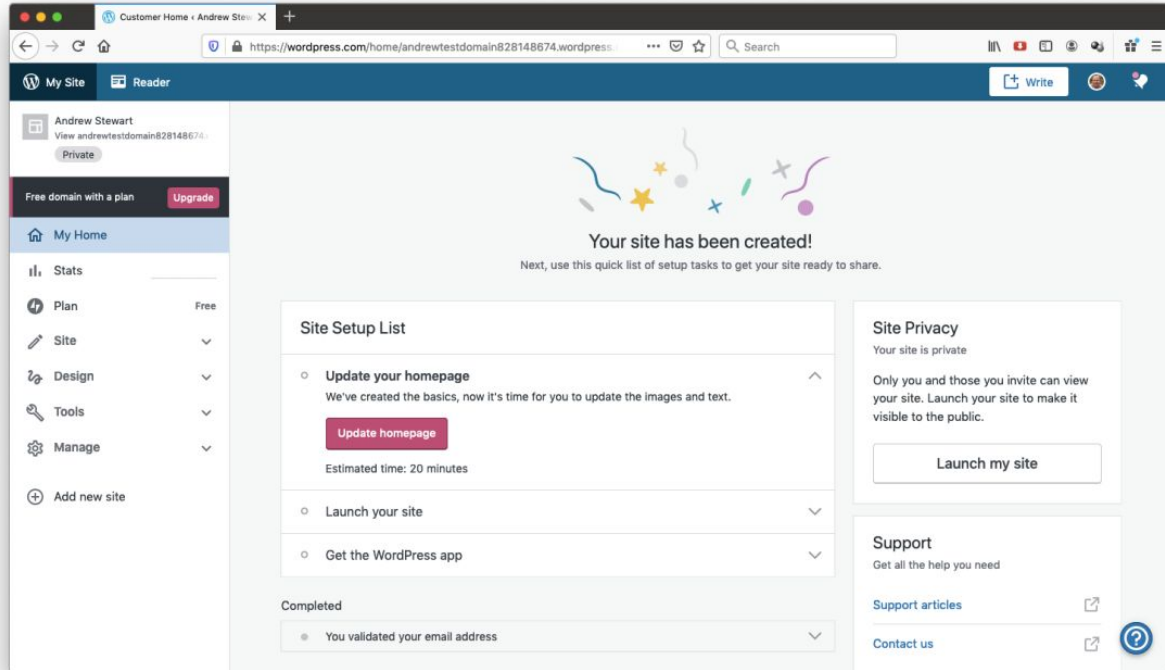 Customer Home ‹ Andrew Stew
https://wordpress.com/home/andrewtestdomain828148674.wordpress.
Search
My Site
Reader
Write
Andrew Stewart
View andrewtestdomain828148674.
Private
Free domain with a plan
Upgrade
My Home
Stats
Plan
Free
Site
Design
Tools
Manage
Add new site
Your site has been created!
Next, use this quick list of setup tasks to get your site ready to share.
Site Setup List
Update your homepage
We've created the basics, now it's time for you to update the images and text.
Update homepage
Estimated time: 20 minutes
Launch your site
Get the WordPress app
Completed
You validated your email address
Site Privacy
Your site is private
Only you and those you invite can view
your site. Launch your site to make it
visible to the public.
Launch my site
Support
Get all the help you need
Support articles
Contact us